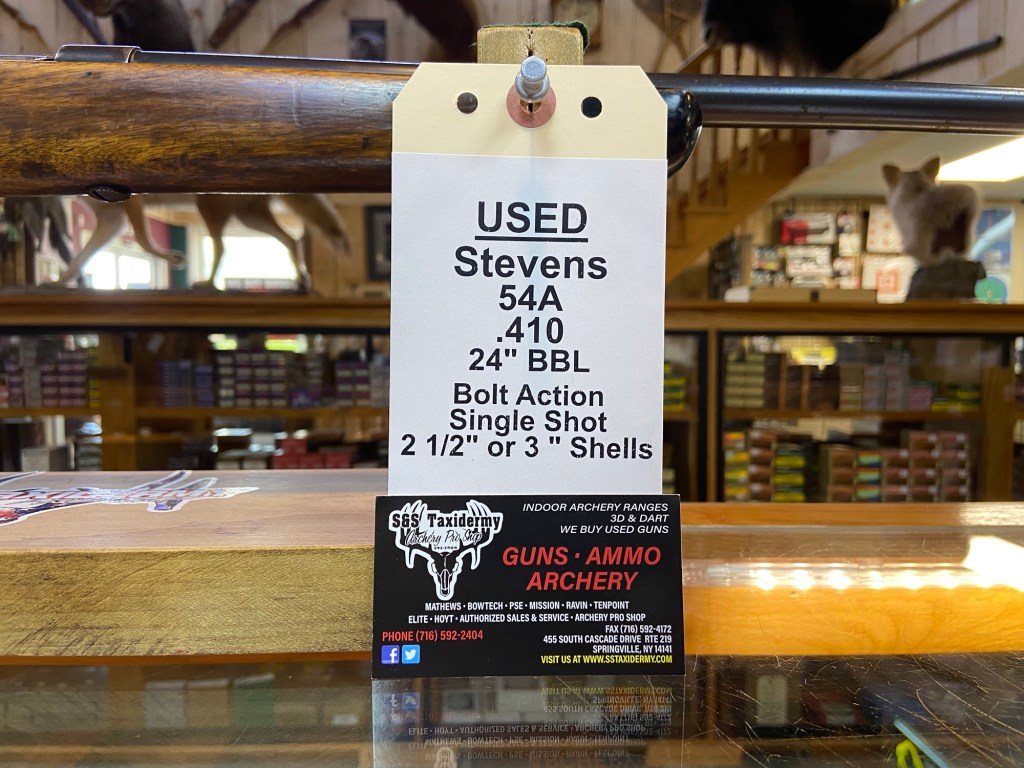 USED
Stevens
54A
.410
24" BBL
Bolt Action
Single Shot
2 1/2" or 3 " Shells
S&S Taxidermy
Archery Pro Shop
592-2404
INDOOR ARCHERY RANGES
3D & DART
WE BUY USED GUNS
GUNS · AMMO
ARCHERY
MATHEWS • BOWTECH • PSE • MISSION • RAVIN • TENPOINT
ELITE • HOYT • AUTHORIZED SALES & SERVICE • ARCHERY PRO SHOP
PHONE (716) 592-2404
FAX (716) 592-4172
455 SOUTH CASCADE DRIVE RTE 219
SPRINGVILLE, NY 14141
VISIT US AT WWW.SSTAXIDERMY.COM